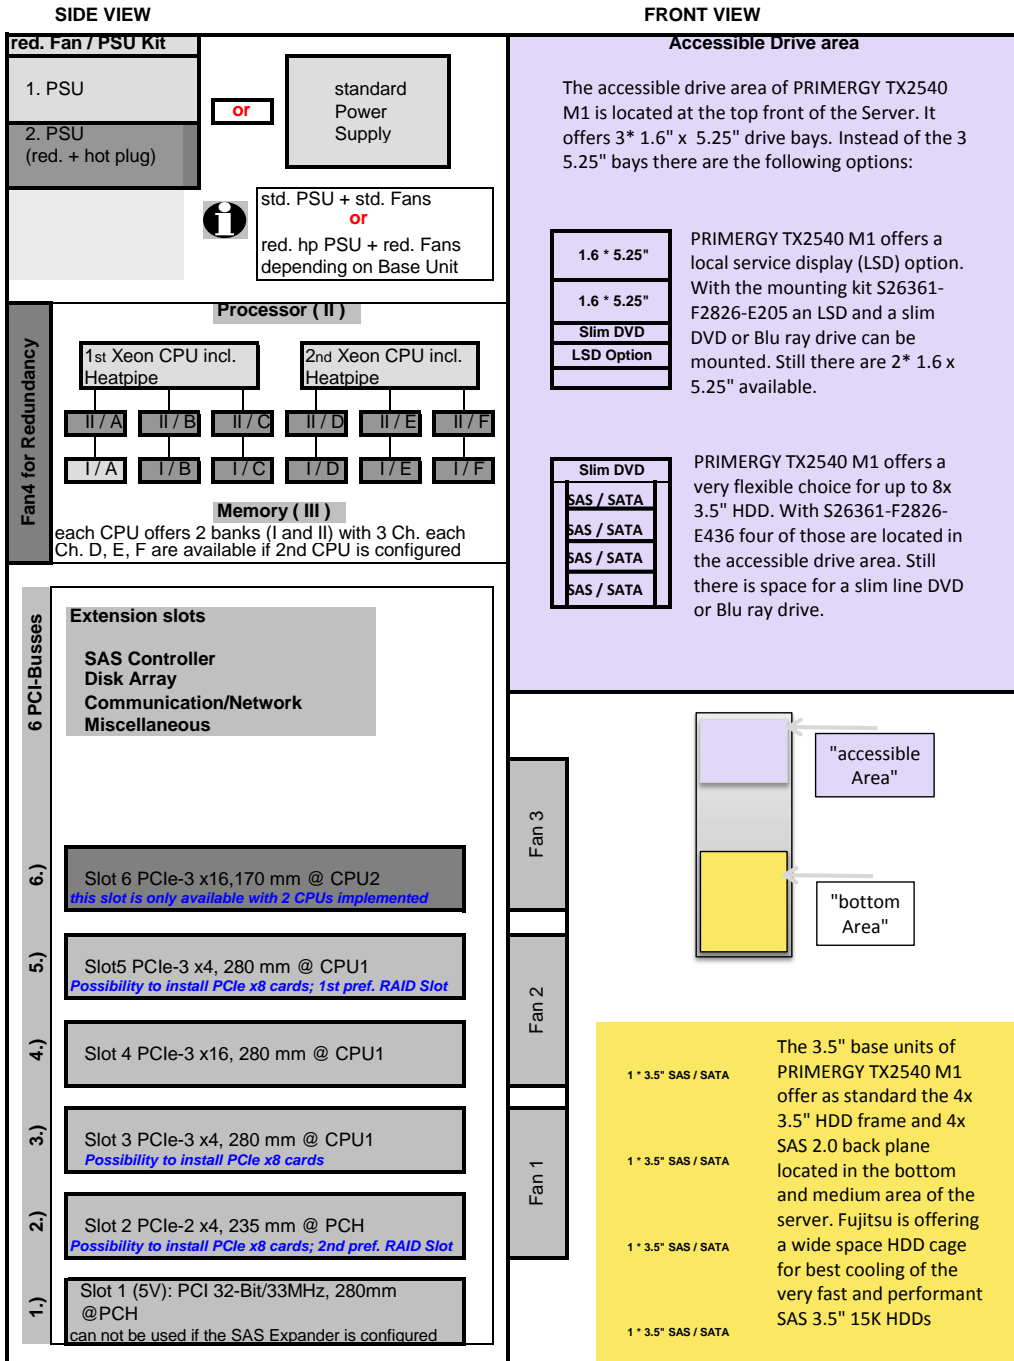 SIDE VIEW
FRONT VIEW
red. Fan / PSU Kit
1. PSU
2. PSU
(red. + hot plug)
or
standard
Power
Supply
std. PSU + std. Fans
or
red. hp PSU + red. Fans
depending on Base Unit
Fan4 for Redundancy
Processor ( II )
1st Xeon CPU incl.
Heatpipe
2nd Xeon CPU incl.
Heatpipe
II / A II / B II / C II / D II / E II / F
I / A I / B I / C I / D I / E I / F
Memory ( III )
each CPU offers 2 banks (I and II) with 3 Ch. each
Ch. D, E, F are available if 2nd CPU is configured
6 PCI-Busses
Extension slots
SAS Controller
Disk Array
Communication/Network
Miscellaneous
6.)
Slot 6 PCIe-3 x16,170 mm @ CPU2
this slot is only available with 2 CPUs implemented
5.)
Slot5 PCIe-3 x4, 280 mm @ CPU1
Possibility to install PCIe x8 cards; 1st pref. RAID Slot
4.)
Slot 4 PCIe-3 x16, 280 mm @ CPU1
3.)
Slot 3 PCIe-3 x4, 280 mm @ CPU1
Possibility to install PCIe x8 cards
2.)
Slot 2 PCIe-2 x4, 235 mm @ PCH
Possibility to install PCIe x8 cards; 2nd pref. RAID Slot
1.)
Slot 1 (5V): PCI 32-Bit/33MHz, 280mm
@PCH
can not be used if the SAS Expander is configured
Fan 3
Fan 2
Fan 1
Accessible Drive area
The accessible drive area of PRIMERGY TX2540
M1 is located at the top front of the Server. It
offers 3* 1.6" x 5.25" drive bays. Instead of the 3
5.25" bays there are the following options:
1.6 * 5.25"
1.6 * 5.25"
Slim DVD
LSD Option
PRIMERGY TX2540 M1 offers a
local service display (LSD) option.
With the mounting kit S26361-
F2826-E205 an LSD and a slim
DVD or Blu ray drive can be
mounted. Still there are 2* 1.6 x
5.25" available.
Slim DVD
SAS / SATA
SAS / SATA
SAS / SATA
SAS / SATA
PRIMERGY TX2540 M1 offers a
very flexible choice for up to 8x
3.5" HDD. With S26361-F2826-
E436 four of those are located in
the accessible drive area. Still
there is space for a slim line DVD
or Blu ray drive.
"accessible
Area"
"bottom
Area"
1 * 3.5" SAS / SATA
1 * 3.5" SAS / SATA
1 * 3.5" SAS / SATA
1 * 3.5" SAS / SATA
The 3.5" base units of
PRIMERGY TX2540 M1
offer as standard the 4x
3.5" HDD frame and 4x
SAS 2.0 back plane
located in the bottom
and medium area of the
server. Fujitsu is offering
a wide space HDD cage
for best cooling of the
very fast and performant
SAS 3.5" 15K HDDs